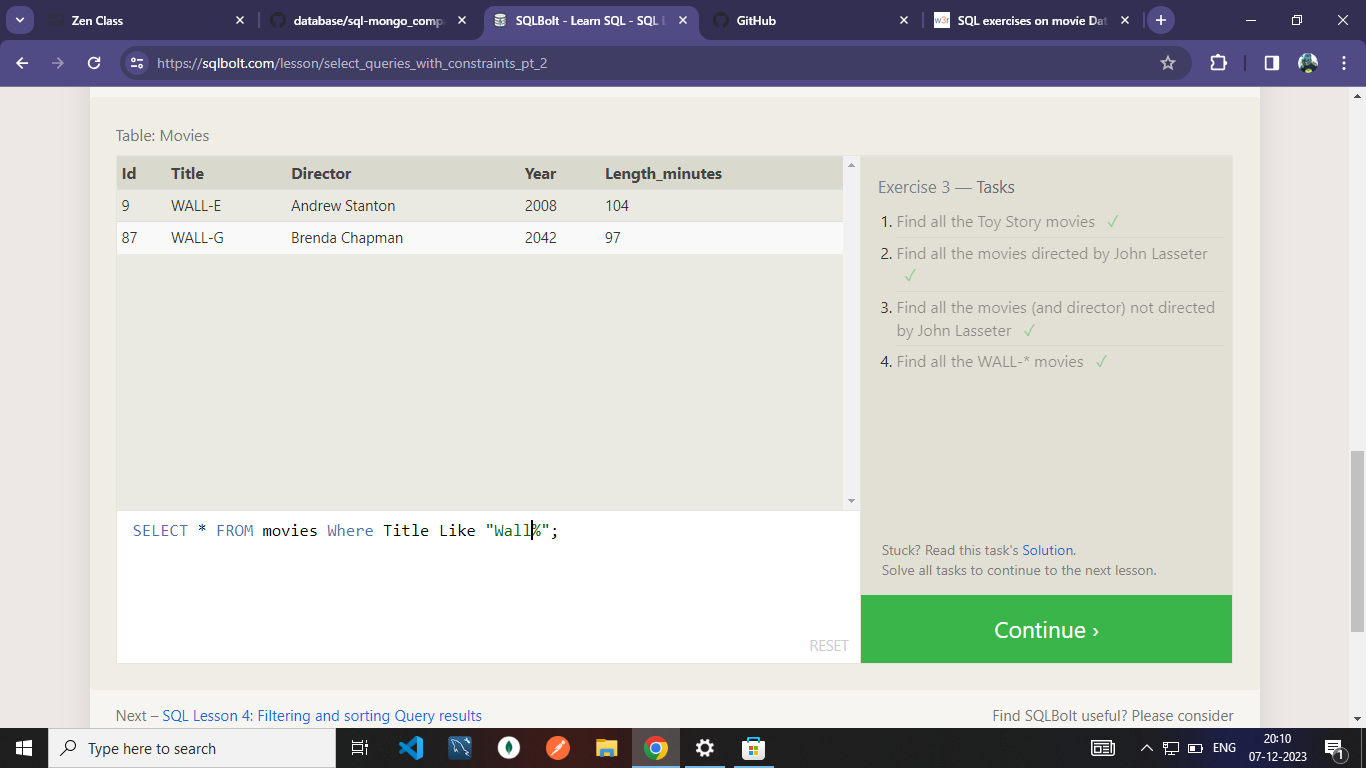 Zen Class
database/sql-mongo_comp
SQLBolt - Learn SQL - SQL L
GitHub
w3r SQL exercises on movie Dat
https://sqlbolt.com/lesson/select_queries_with_constraints_pt_2
Table: Movies
Id Title Director Year Length_minutes
9 WALL-E Andrew Stanton 2008 104
87 WALL-G Brenda Chapman 2042 97
Exercise 3 — Tasks
1. Find all the Toy Story movies ✓
2. Find all the movies directed by John Lasseter
✓
3. Find all the movies (and director) not directed
by John Lasseter ✓
4. Find all the WALL-* movies ✓
SELECT * FROM movies Where Title Like "Wall%";
RESET
Stuck? Read this task's Solution.
Solve all tasks to continue to the next lesson.
Continue ›
Next – SQL Lesson 4: Filtering and sorting Query results
Find SQLBolt useful? Please consider
Type here to search
ENG
20:10
07-12-2023
1